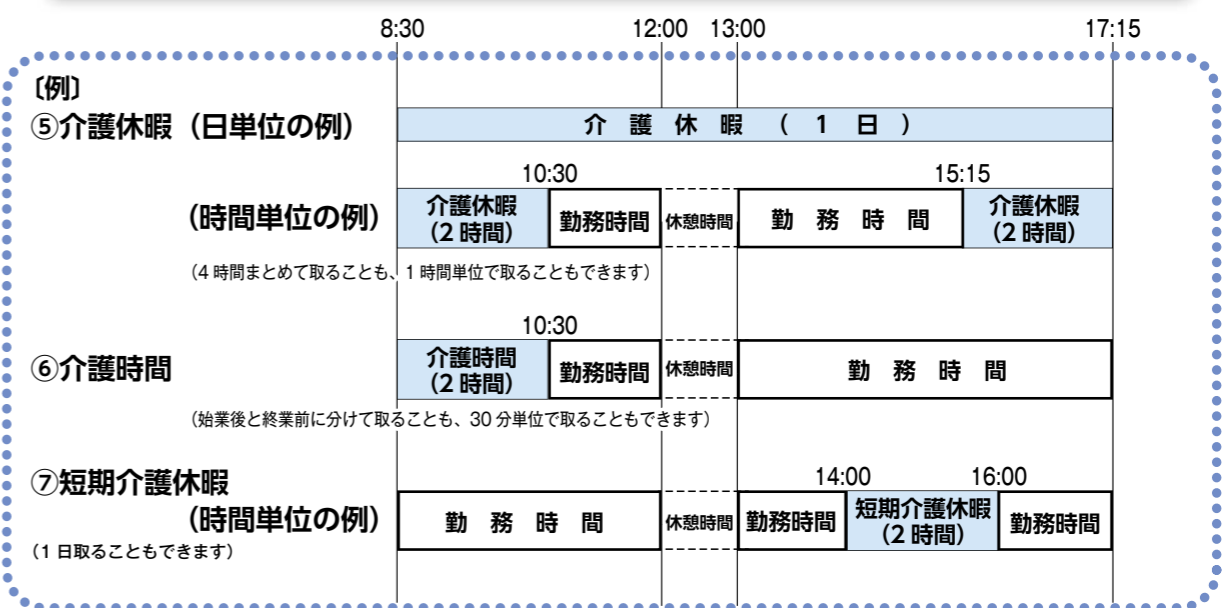 8:30 12:00 13:00 17:15
〔例〕
⑤介護休暇（日単位の例） 介護休暇(1日)
10:30 15:15
（時間単位の例） 介護休暇（2時間） 勤務時間 休憩時間 勤務時間 介護休暇（2時間）
（4時間まとめて取ることも、1時間単位で取ることもできます）
10:30
⑥介護時間 介護時間（2時間） 勤務時間 休憩時間 勤務時間
（始業後と終業前に分けて取ることも、30分単位で取ることもできます）
⑦短期介護休暇 14:00 16:00
（時間単位の例） 勤務時間 休憩時間 勤務時間 短期介護休暇（2時間） 勤務時間
（1日取ることもできます）